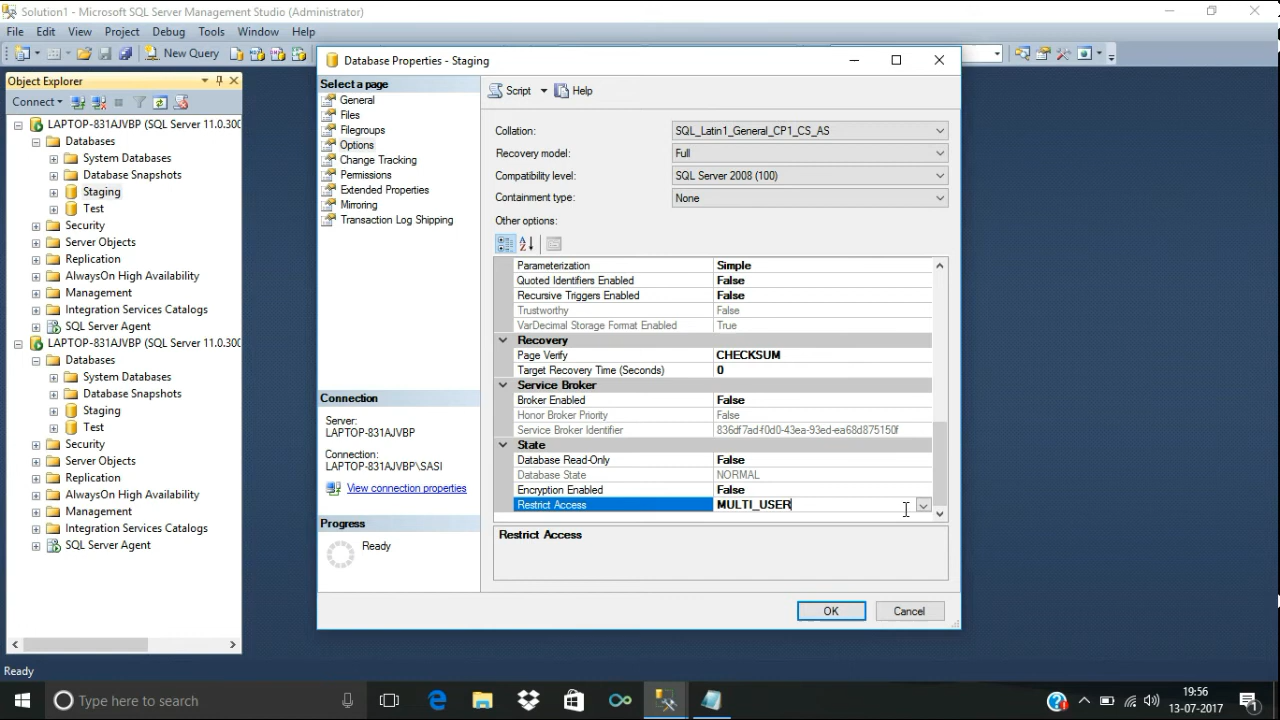 Solution1 - Microsoft SQL Server Management Studio (Administrator)
File Edit View Project Debug Tools Window Help
New Query
Object Explorer
Connect
LAPTOP-831AJVBP (SQL Server 11.0.300
Databases
System Databases
Database Snapshots
Staging
Test
Security
Server Objects
Replication
AlwaysOn High Availability
Management
Integration Services Catalogs
SQL Server Agent
LAPTOP-831AJVBP (SQL Server 11.0.300
Databases
System Databases
Database Snapshots
Staging
Test
Security
Server Objects
Replication
AlwaysOn High Availability
Management
Integration Services Catalogs
SQL Server Agent
Database Properties - Staging
Select a page
General
Files
Filegroups
Options
Change Tracking
Permissions
Extended Properties
Mirroring
Transaction Log Shipping
Connection
Server:
LAPTOP-831AJVBP
Connection:
LAPTOP-831AJVBP\SASI
View connection properties
Progress
Ready
Script Help
Collation: SQL_Latin1_General_CP1_CS_AS
Recovery model: Full
Compatibility level: SQL Server 2008 (100)
Containment type: None
Other options:
Parameterization Simple
Quoted Identifiers Enabled False
Recursive Triggers Enabled False
Trustworthy False
VarDecimal Storage Format Enabled True
Recovery
Page Verify CHECKSUM
Target Recovery Time (Seconds) 0
Service Broker
Broker Enabled False
Honor Broker Priority False
Service Broker Identifier 836df7ad-f0d0-43ea-93ed-ea68d875150f
State
Database Read-Only False
Database State NORMAL
Encryption Enabled False
Restrict Access MULTI_USER
Restrict Access
OK Cancel
Ready
Type here to search
19:56
13-07-2017